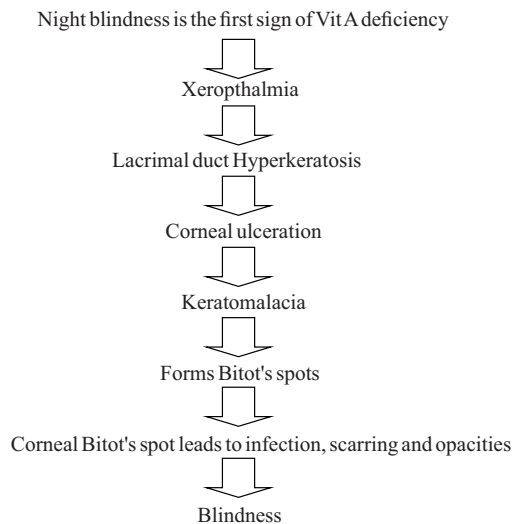 Night blindness is the first sign of Vit A deficiency
Xeropthalmia
Lacrimal duct Hyperkeratosis
Corneal ulceration
Keratomalacia
Forms Bitot's spots
Corneal Bitot's spot leads to infection, scarring and opacities
Blindness